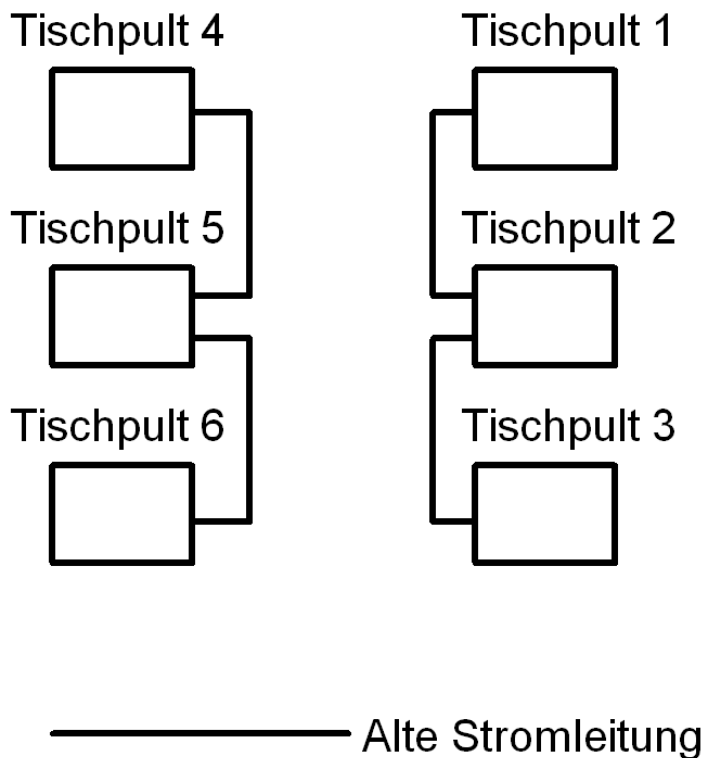 Tischpult 4
Tischpult 1
Tischpult 5
Tischpult 2
Tischpult 6
Tischpult 3
Alte Stromleitung